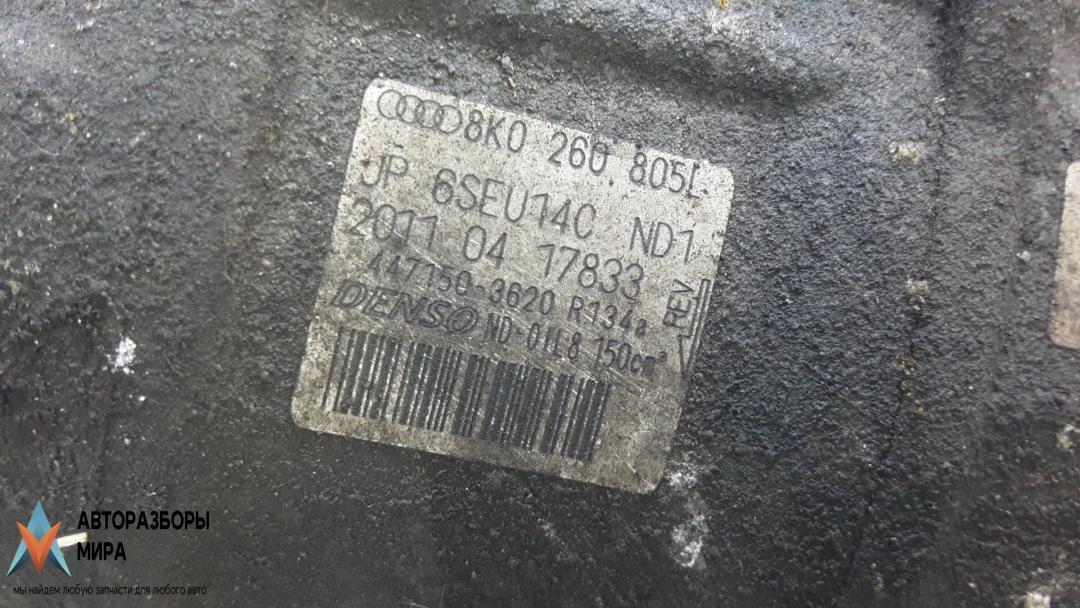 8K0 260 805L
JP 6SEU14C ND1
2011 04 17833
447150-3620 R134a
DENSO ND-OIL8 150cm³
REV
АВТОРАЗБОРЫ
МИРА
мы найдем любую запчасти для любого авто